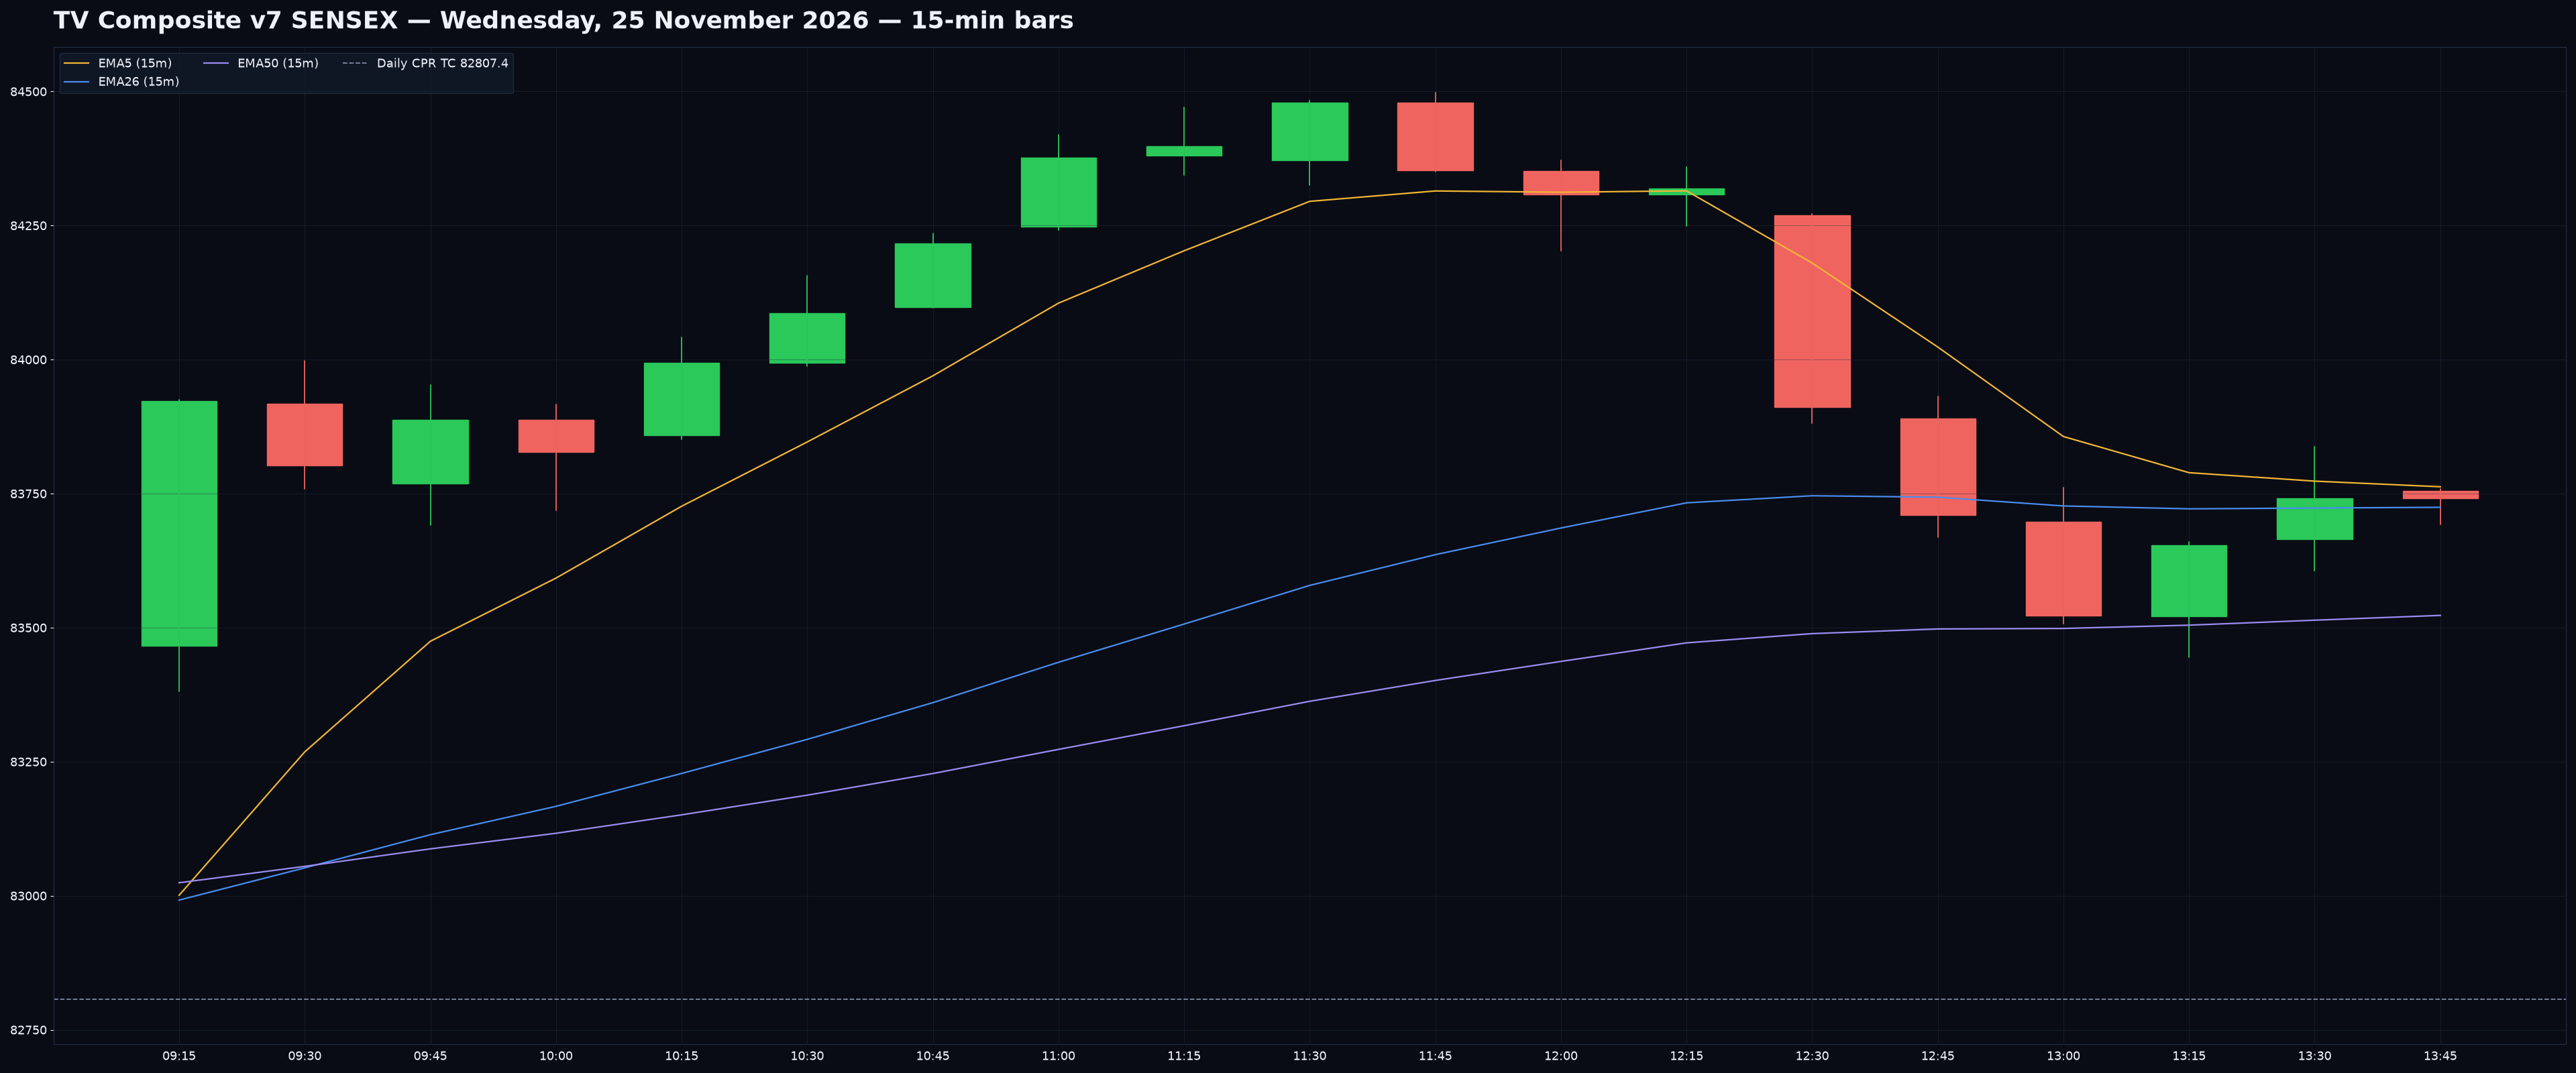 TV Composite v7 SENSEX — Wednesday, 25 November 2026 — 15-min bars
EMA5 (15m) EMA50 (15m) Daily CPR TC 82807.4
EMA26 (15m)
84500
84250
84000
83750
83500
83250
83000
82750
09:15 09:30 09:45 10:00 10:15 10:30 10:45 11:00 11:15 11:30 11:45 12:00 12:15 12:30 12:45 13:00 13:15 13:30 13:45